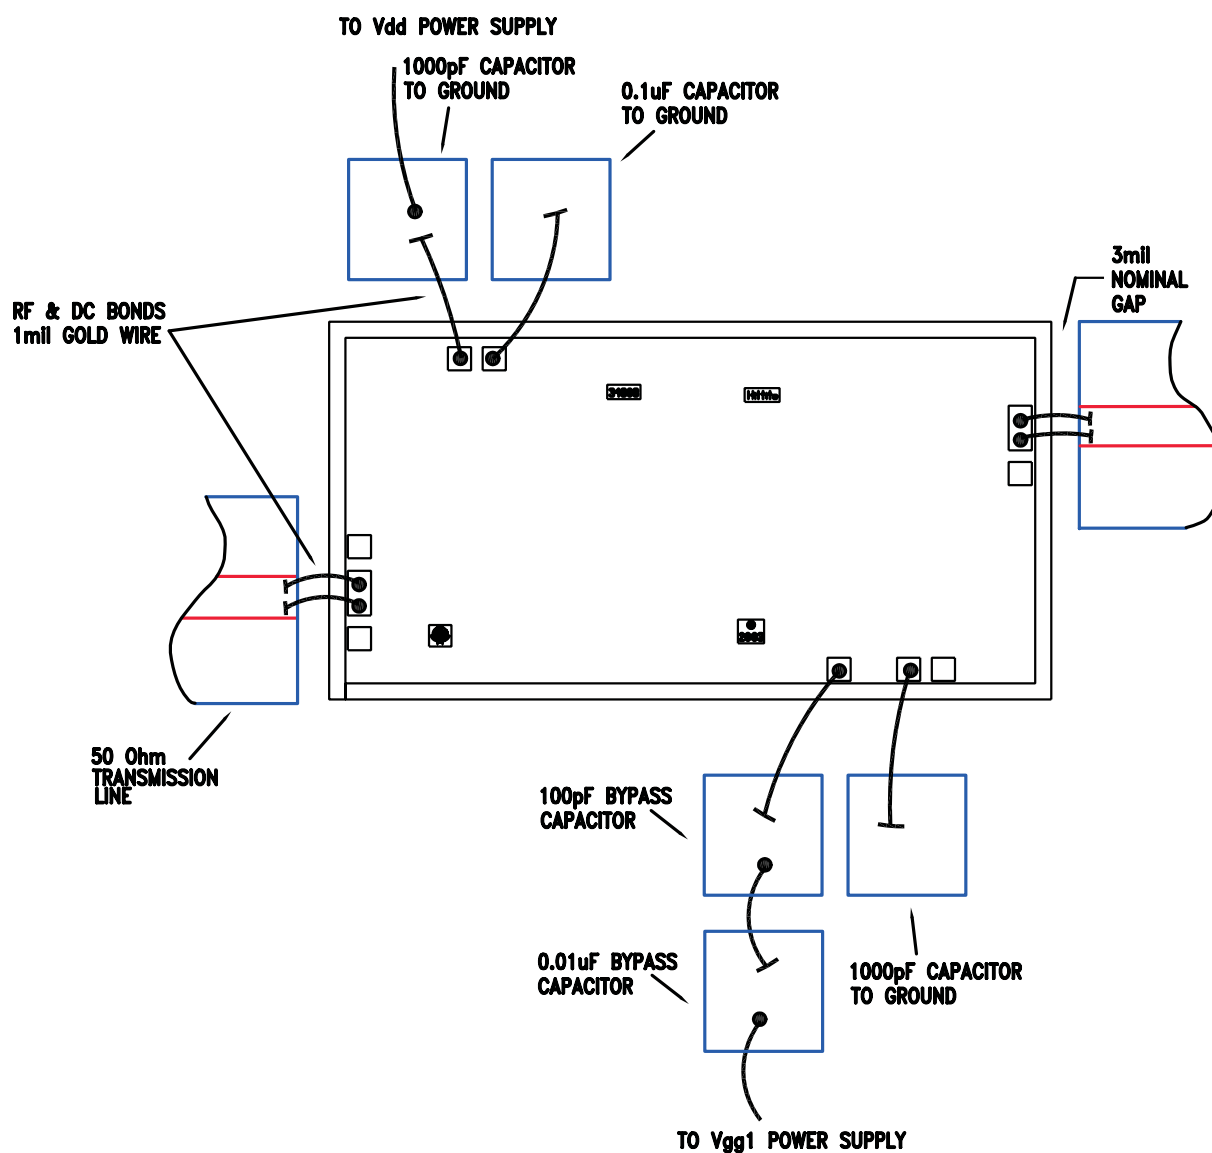 TO Vdd POWER SUPPLY
1000pF CAPACITOR
TO GROUND
0.1uF CAPACITOR
TO GROUND
3mil
NOMINAL
GAP
RF & DC BONDS
1mil GOLD WIRE
50 Ohm
TRANSMISSION
LINE
100pF BYPASS
CAPACITOR
0.01uF BYPASS
CAPACITOR
1000pF CAPACITOR
TO GROUND
TO Vgg1 POWER SUPPLY